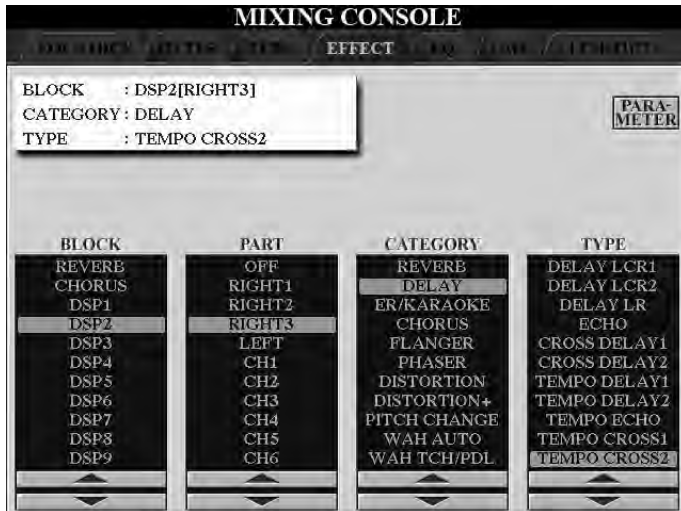 MIXING CONSOLE
EFFECT
BLOCK : DSP2[RIGHT3]
CATEGORY : DELAY
TYPE : TEMPO CROSS2
PARA-
METER
BLOCK
REVERB
CHORUS
DSP1
DSP2
DSP3
DSP4
DSP5
DSP6
DSP7
DSP8
DSP9
PART
OFF
RIGHT1
RIGHT2
RIGHT3
LEFT
CH1
CH2
CH3
CH4
CH5
CH6
CATEGORY
REVERB
DELAY
ER/KARAOKE
CHORUS
FLANGER
PHASER
DISTORTION
DISTORTION+
PITCH CHANGE
WAH AUTO
WAH TCH/PDL
TYPE
DELAY LCR1
DELAY LCR2
DELAY LR
ECHO
CROSS DELAY1
CROSS DELAY2
TEMPO DELAY1
TEMPO DELAY2
TEMPO ECHO
TEMPO CROSS1
TEMPO CROSS2